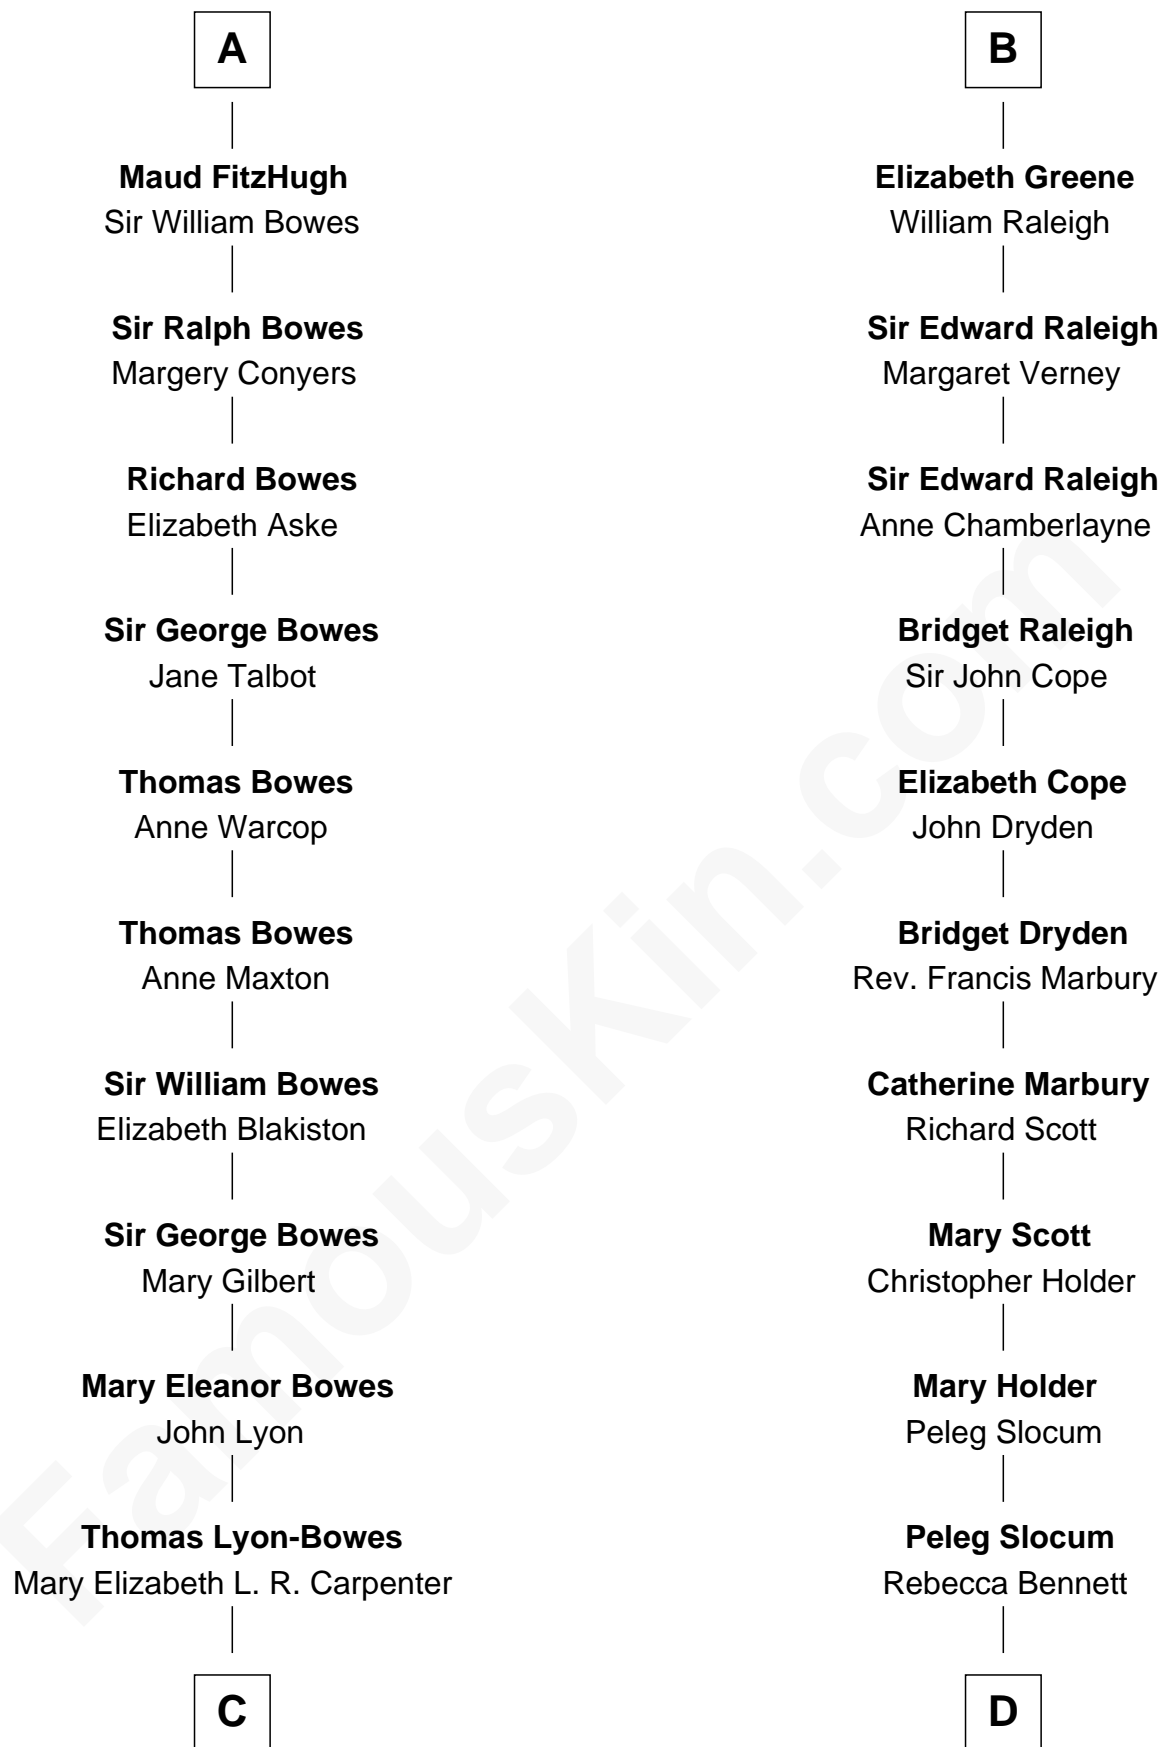 A
Maud FitzHugh
Sir William Bowes
Sir Ralph Bowes
Margery Conyers
Richard Bowes
Elizabeth Aske
Sir George Bowes
Jane Talbot
Thomas Bowes
Anne Warcop
Thomas Bowes
Anne Maxton
Sir William Bowes
Elizabeth Blakiston
Sir George Bowes
Mary Gilbert
Mary Eleanor Bowes
John Lyon
Thomas Lyon-Bowes
Mary Elizabeth L. R. Carpenter
C
B
Elizabeth Greene
William Raleigh
Sir Edward Raleigh
Margaret Verney
Sir Edward Raleigh
Anne Chamberlayne
Bridget Raleigh
Sir John Cope
Elizabeth Cope
John Dryden
Bridget Dryden
Rev. Francis Marbury
Catherine Marbury
Richard Scott
Mary Scott
Christopher Holder
Mary Holder
Peleg Slocum
Peleg Slocum
Rebecca Bennett
D
FamousKin.com